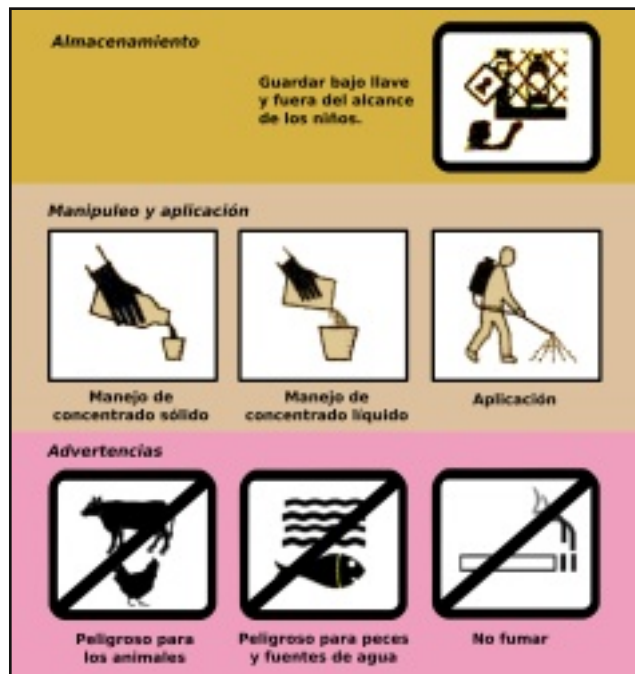 Almacenamiento
Guardar bajo llave
y fuera del alcance
de los niños.
Manipuleo y aplicación
Manejo de
concentrado sólido
Manejo de
concentrado líquido
Aplicación
Advertencias
Peligroso para
los animales
Peligroso para peces
y fuentes de agua
No fumar